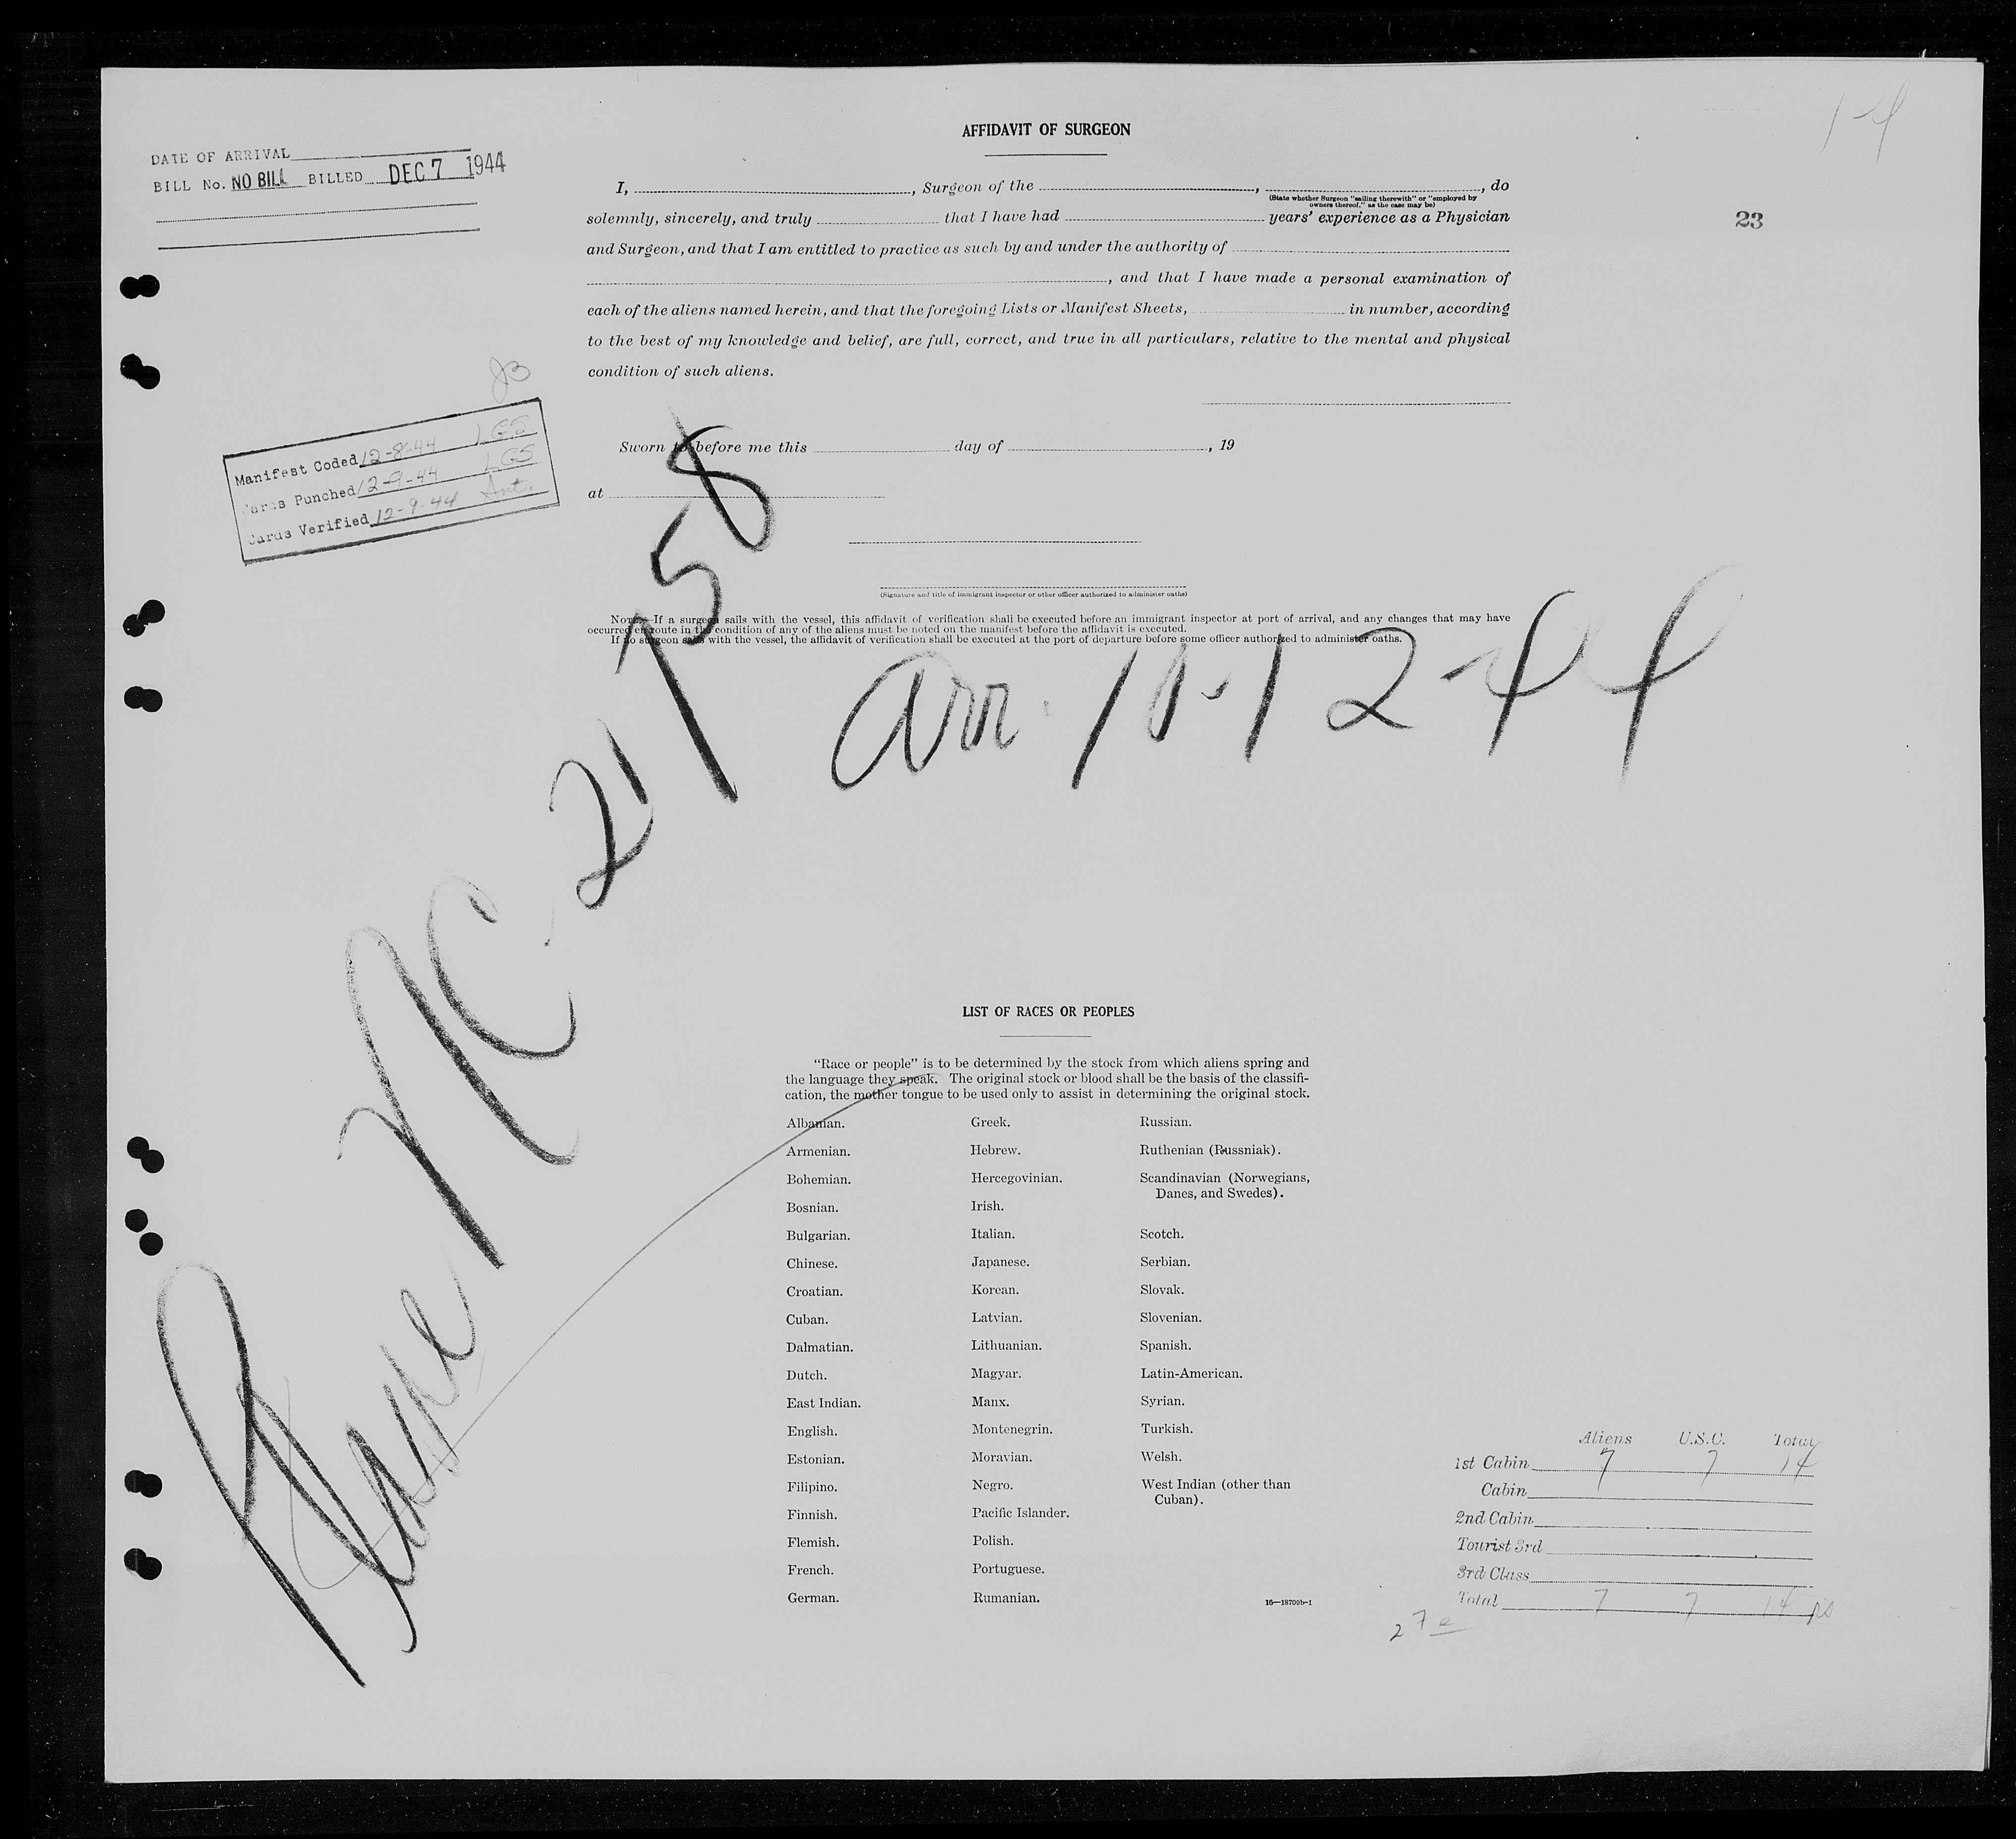 1-4
DATE OF ARRIVAL
BILL No. NO BILL BILLED DEC 7 1944
AFFIDAVIT OF SURGEON
I, , Surgeon of the , , do
(State whether Surgeon "sailing therewith" or "employed by
owners thereof," as the case may be)
solemnly, sincerely, and truly that I have had years' experience as a Physician
23
and Surgeon, and that I am entitled to practice as such by and under the authority of
, and that I have made a personal examination of
each of the aliens named herein, and that the foregoing Lists or Manifest Sheets, in number, according
to the best of my knowledge and belief, are full, correct, and true in all particulars, relative to the mental and physical
condition of such aliens.
Manifest Coded 12-8-44 LGS
Cards Punched 12-9-44 LGS
Cards Verified 12-9-44
Sworn to before me this day of , 19
at
(Signature and title of immigrant inspector or other officer authorized to administer oaths)
NOTE.—If a surgeon sails with the vessel, this affidavit of verification shall be executed before an immigrant inspector at port of arrival, and any changes that may have
occurred en route in the condition of any of the aliens must be noted on the manifest before the affidavit is executed.
If no surgeon sails with the vessel, the affidavit of verification shall be executed at the port of departure before some officer authorized to administer oaths.
Plane NC 21758
arr. 10-12-44
LIST OF RACES OR PEOPLES
"Race or people" is to be determined by the stock from which aliens spring and
the language they speak. The original stock or blood shall be the basis of the classifi-
cation, the mother tongue to be used only to assist in determining the original stock.
Albanian. Greek. Russian.
Armenian. Hebrew. Ruthenian (Russniak).
Bohemian. Hercegovinian. Scandinavian (Norwegians,
Danes, and Swedes).
Bosnian. Irish.
Bulgarian. Italian. Scotch.
Chinese. Japanese. Serbian.
Croatian. Korean. Slovak.
Cuban. Latvian. Slovenian.
Dalmatian. Lithuanian. Spanish.
Dutch. Magyar. Latin-American.
East Indian. Manx. Syrian.
English. Montenegrin. Turkish.
Estonian. Moravian. Welsh.
Filipino. Negro. West Indian (other than
Cuban).
Finnish. Pacific Islander.
Flemish. Polish.
French. Portuguese.
German. Rumanian.
16—18709b-1
Aliens U.S.C. Total
1st Cabin 7 7 14
Cabin
2nd Cabin
Tourist 3rd
3rd Class
Total 7 7 14